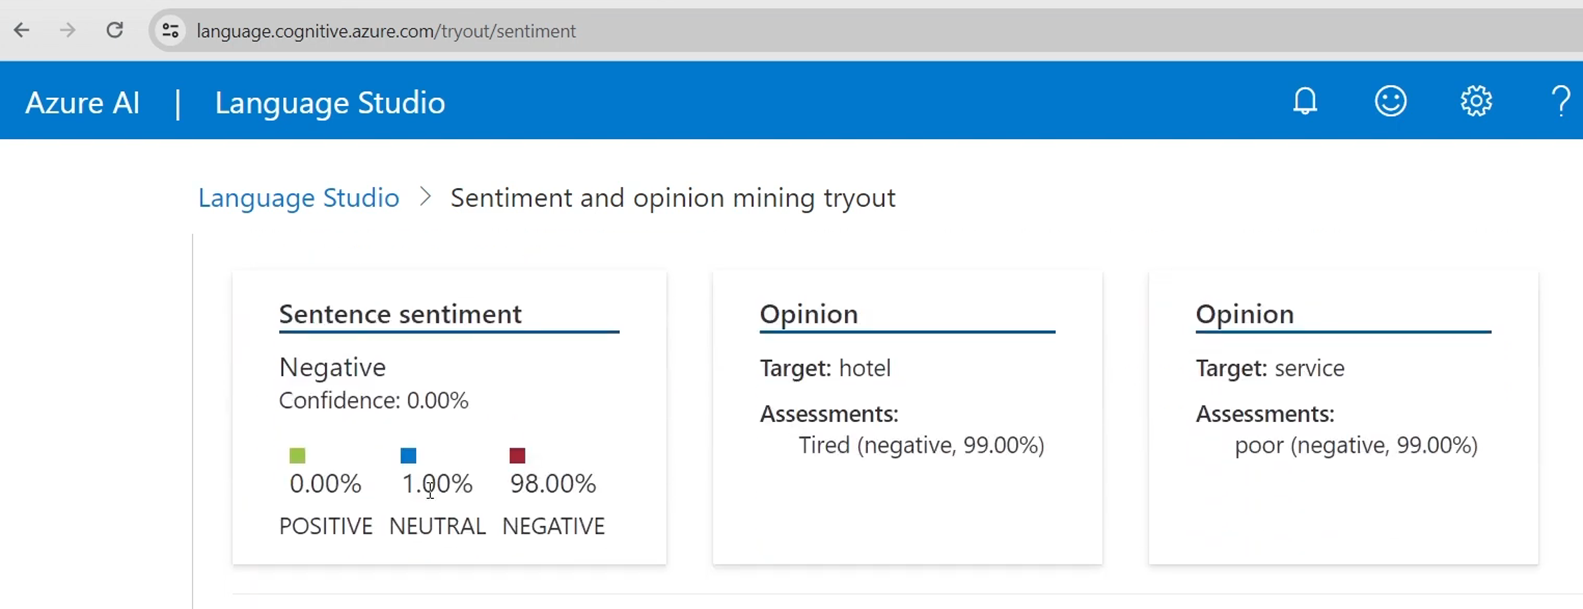 language.cognitive.azure.com/tryout/sentiment
Azure AI | Language Studio
?
Language Studio > Sentiment and opinion mining tryout
Sentence sentiment
Negative
Confidence: 0.00%
0.00% 1.00% 98.00%
POSITIVE NEUTRAL NEGATIVE
Opinion
Target: hotel
Assessments:
Tired (negative, 99.00%)
Opinion
Target: service
Assessments:
poor (negative, 99.00%)